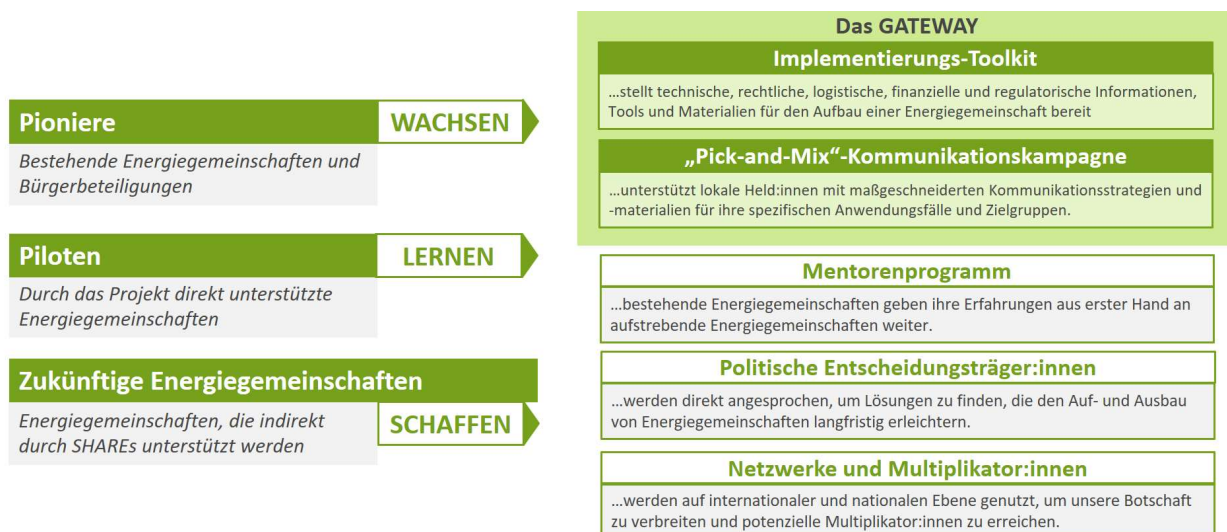 Pioniere
WACHSEN
Bestehende Energiegemeinschaften und
Bürgerbeteiligungen
Piloten
LERNEN
Durch das Projekt direkt unterstützte
Energiegemeinschaften
Zukünftige Energiegemeinschaften
Energiegemeinschaften, die indirekt
durch SHAREs unterstützt werden
SCHAFFEN
Das GATEWAY
Implementierungs-Toolkit
...stellt technische, rechtliche, logistische, finanzielle und regulatorische Informationen,
Tools und Materialien für den Aufbau einer Energiegemeinschaft bereit
„Pick-and-Mix“-Kommunikationskampagne
...unterstützt lokale Held:innen mit maßgeschneiderten Kommunikationsstrategien und
-materialien für ihre spezifischen Anwendungsfälle und Zielgruppen.
Mentorenprogramm
...bestehende Energiegemeinschaften geben ihre Erfahrungen aus erster Hand an
aufstrebende Energiegemeinschaften weiter.
Politische Entscheidungsträger:innen
...werden direkt angesprochen, um Lösungen zu finden, die den Auf- und Ausbau
von Energiegemeinschaften langfristig erleichtern.
Netzwerke und Multiplikator:innen
...werden auf internationaler und nationalen Ebene genutzt, um unsere Botschaft
zu verbreiten und potenzielle Multiplikator:innen zu erreichen.